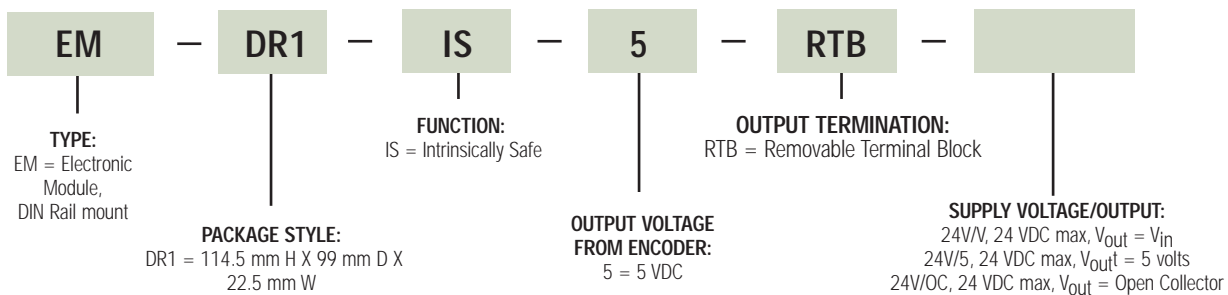 EM – DR1 – IS – 5 – RTB –
TYPE:
EM = Electronic
Module,
DIN Rail mount
PACKAGE STYLE:
DR1 = 114.5 mm H X 99 mm D X
22.5 mm W
FUNCTION:
IS = Intrinsically Safe
OUTPUT VOLTAGE
FROM ENCODER:
5 = 5 VDC
OUTPUT TERMINATION:
RTB = Removable Terminal Block
SUPPLY VOLTAGE/OUTPUT:
24V/V, 24 VDC max, Vout = Vin
24V/5, 24 VDC max, Voutt = 5 volts
24V/OC, 24 VDC max, Vout = Open Collector